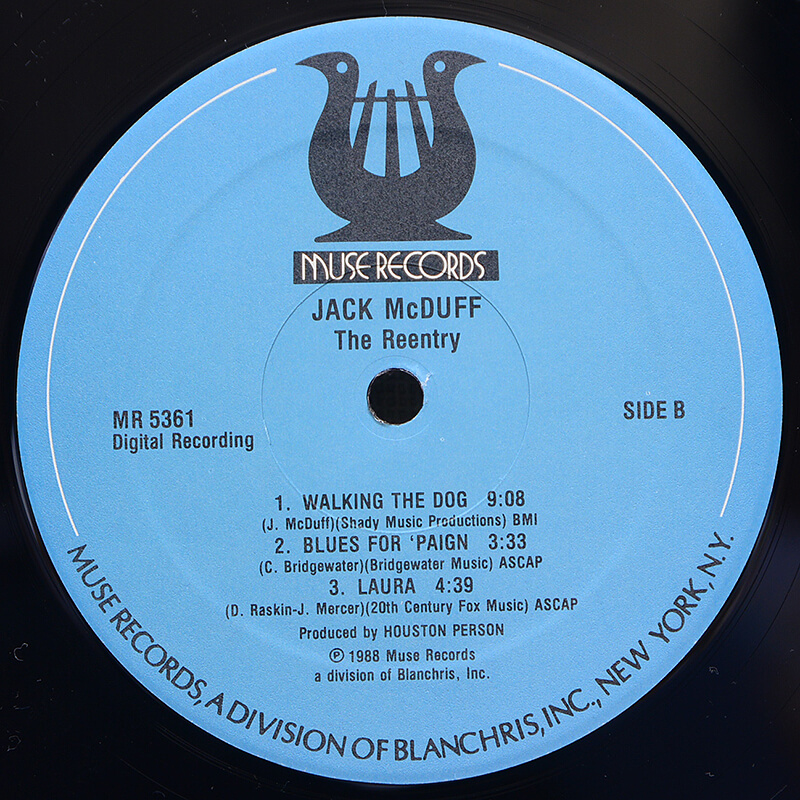 MUSE RECORDS
JACK McDUFF
The Reentry
MR 5361
Digital Recording
SIDE B
1. WALKING THE DOG 9:08
(J. McDuff)(Shady Music Productions) BMI
2. BLUES FOR ‘PAIGN 3:33
(C. Bridgewater)(Bridgewater Music) ASCAP
3. LAURA 4:39
(D. Raskin-J. Mercer)(20th Century Fox Music) ASCAP
Produced by HOUSTON PERSON
℗ 1988 Muse Records
a division of Blanchris, Inc.
MUSE RECORDS, A DIVISION OF BLANCHRIS, INC., NEW YORK, N.Y.